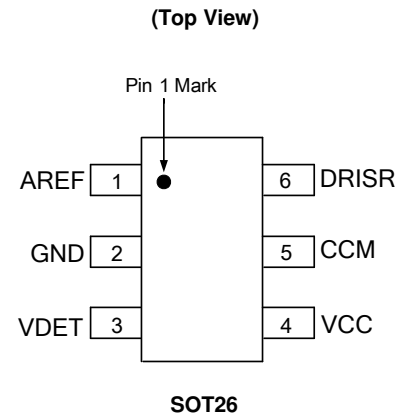 (Top View)
Pin 1 Mark
AREF 1 6 DRISR
GND 2 5 CCM
VDET 3 4 VCC
SOT26